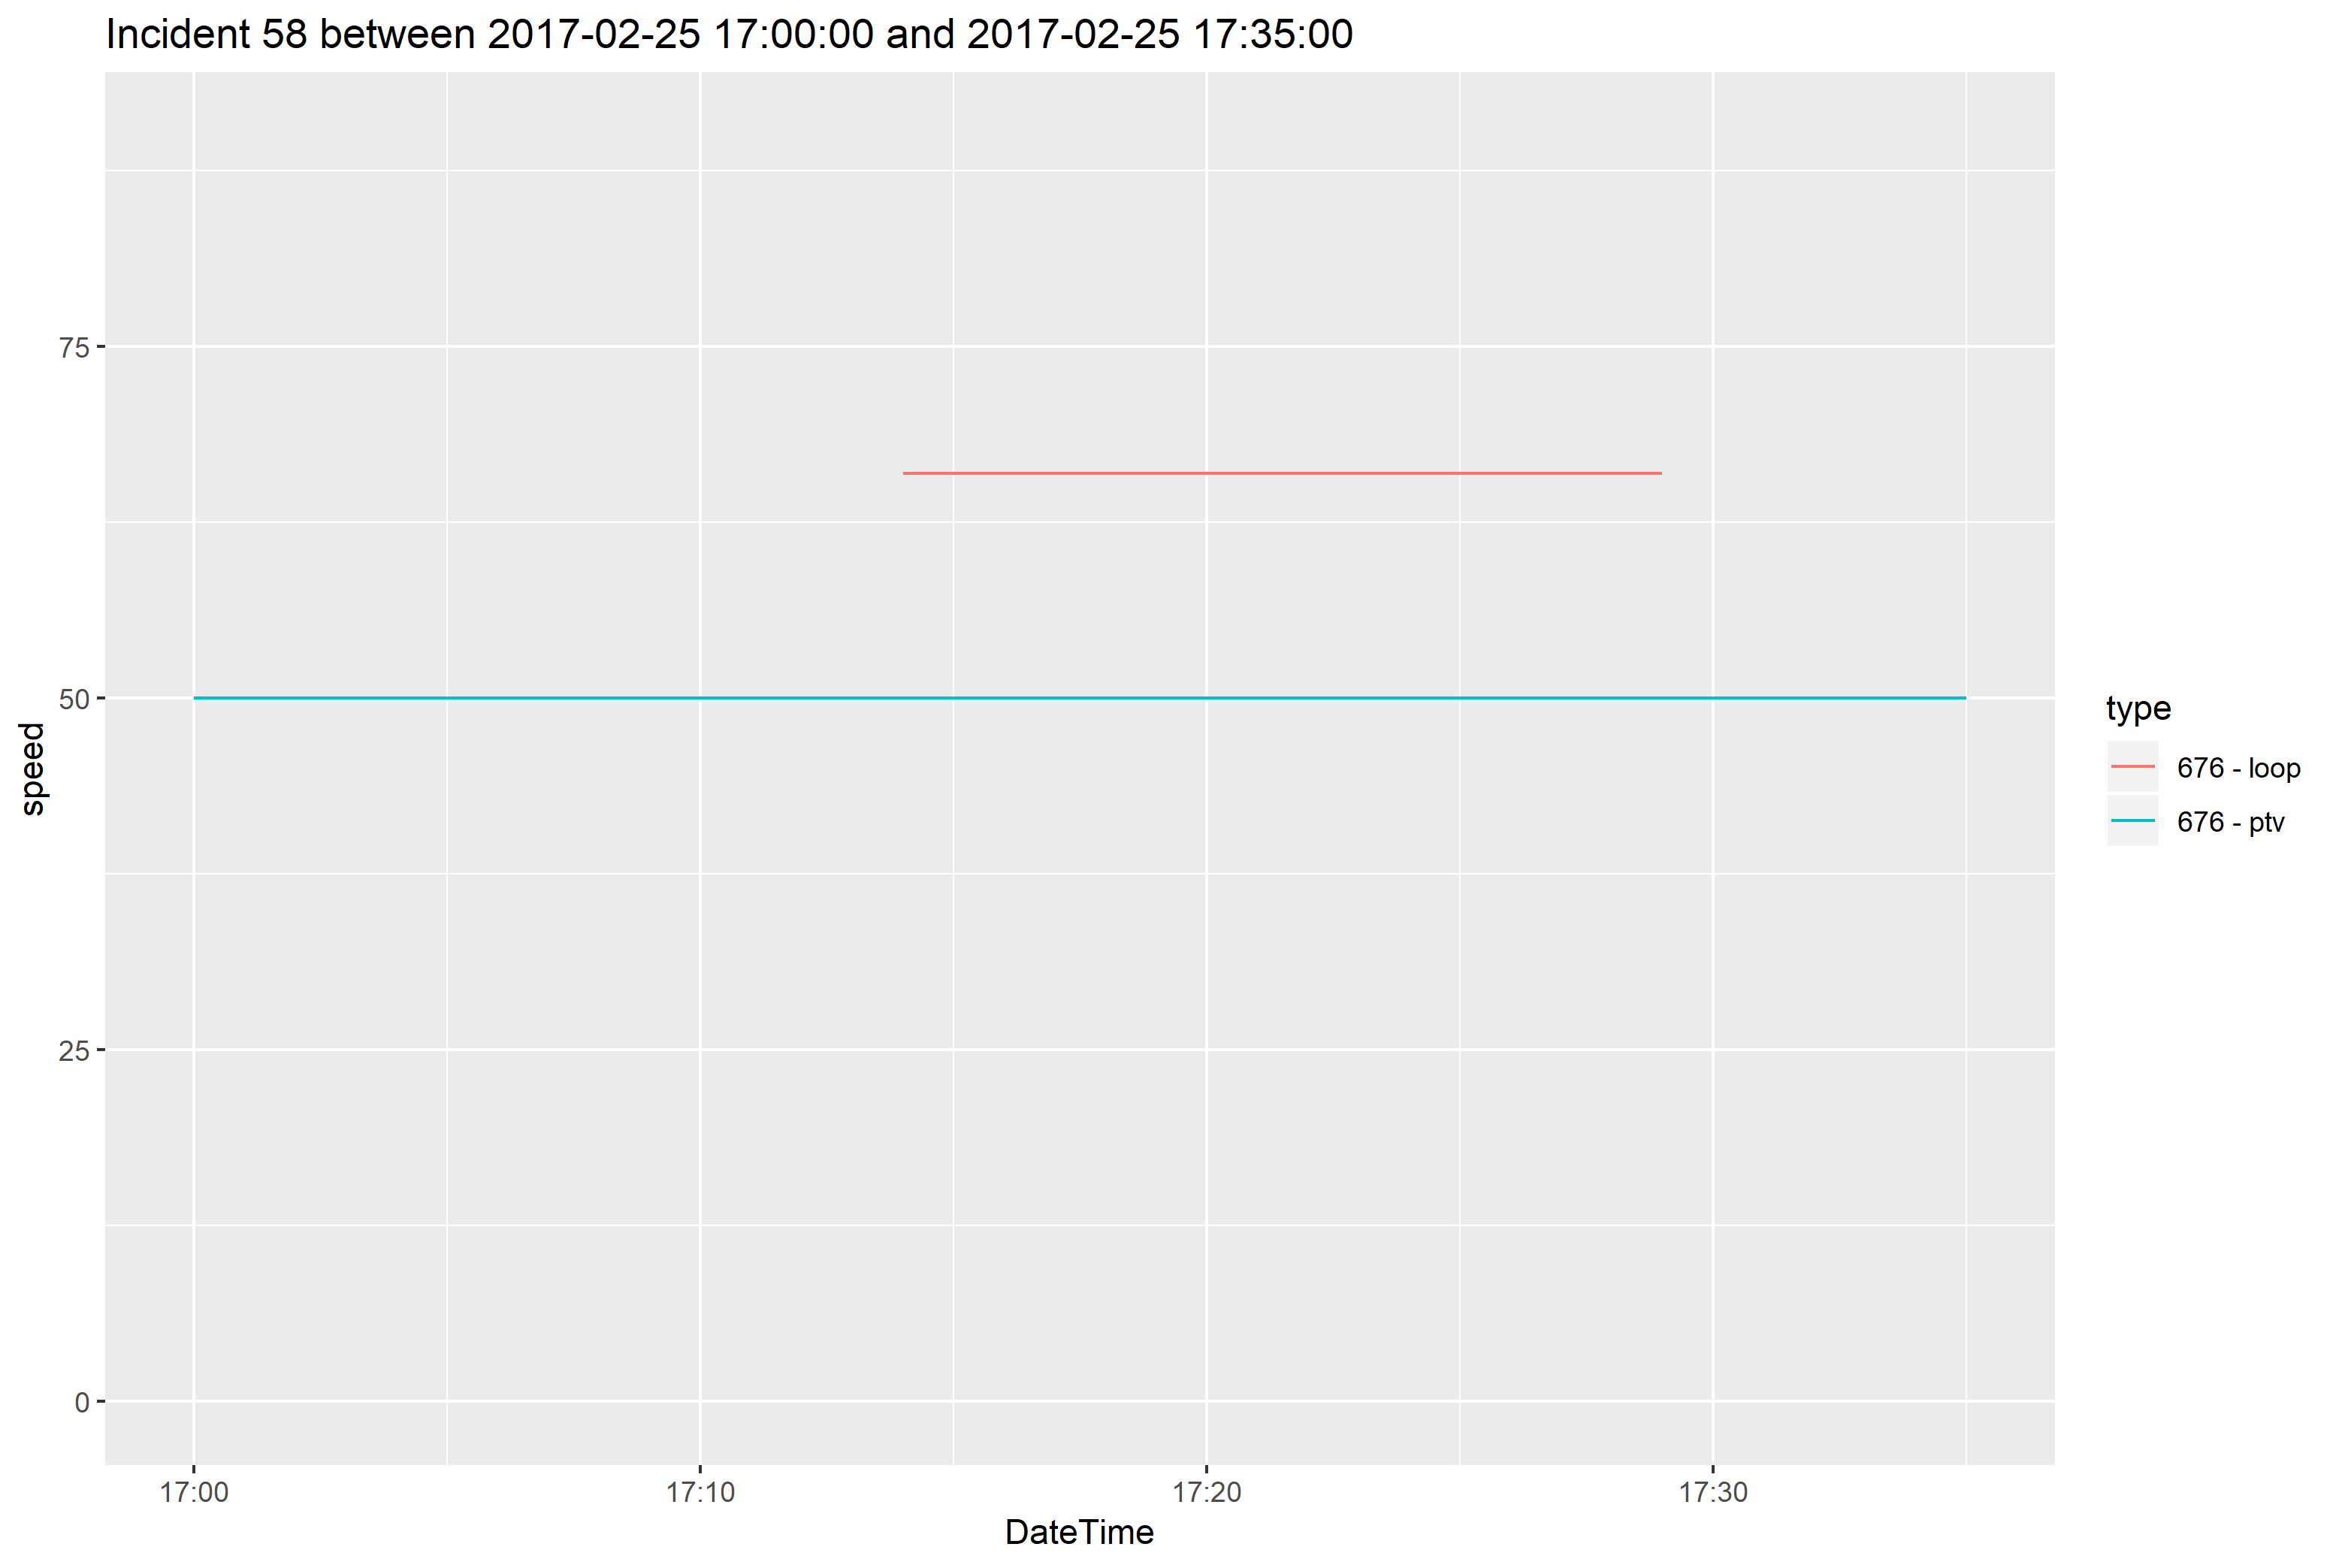 Incident 58 between 2017-02-25 17:00:00 and 2017-02-25 17:35:00
75
50
25
0
speed
17:00 17:10 17:20 17:30
DateTime
type
676 - loop
676 - ptv